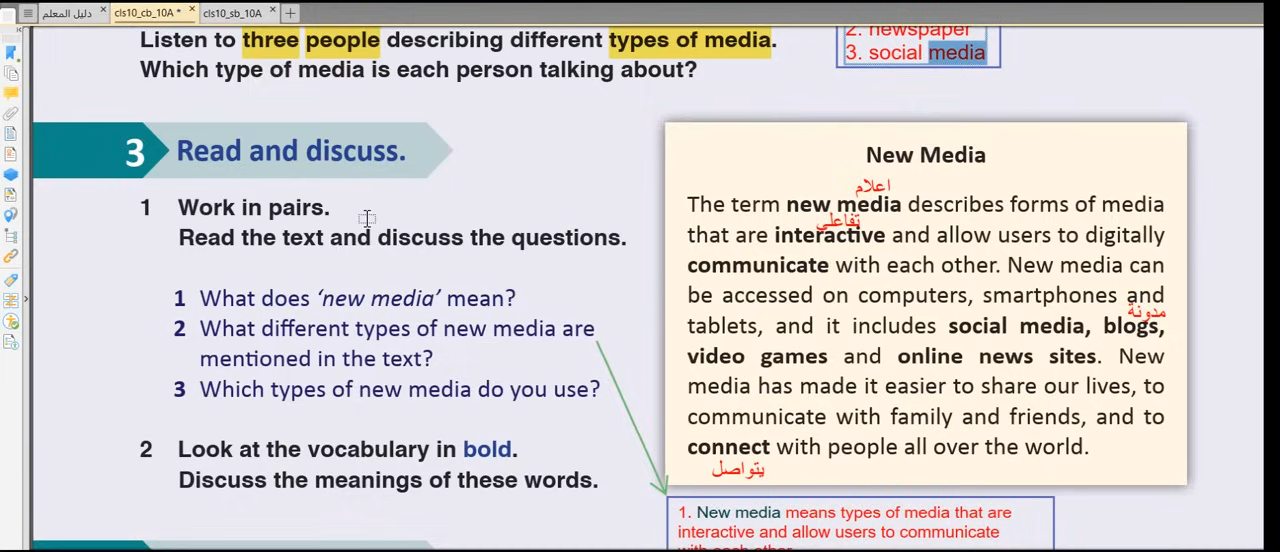 دليل المعلم
cls10_cb_10A *
cls10_sb_10A
Listen to three people describing different types of media.
Which type of media is each person talking about?
2. newspaper
3. social media
3 Read and discuss.
1 Work in pairs.
Read the text and discuss the questions.
1 What does ‘new media’ mean?
2 What different types of new media are
mentioned in the text?
3 Which types of new media do you use?
2 Look at the vocabulary in bold.
Discuss the meanings of these words.
New Media
اعلام
The term new media describes forms of media
تفاعلي
that are interactive and allow users to digitally
communicate with each other. New media can
be accessed on computers, smartphones and
مدونة
tablets, and it includes social media, blogs,
video games and online news sites. New
media has made it easier to share our lives, to
communicate with family and friends, and to
connect with people all over the world.
يتواصل
1. New media means types of media that are
interactive and allow users to communicate
with each other